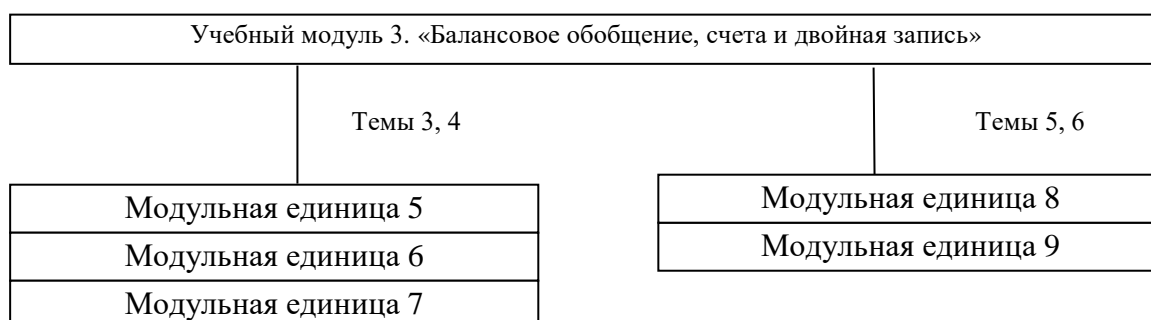 Учебный модуль 3. «Балансовое обобщение, счета и двойная запись»
Темы 3, 4
Темы 5, 6
Модульная единица 5
Модульная единица 6
Модульная единица 7
Модульная единица 8
Модульная единица 9